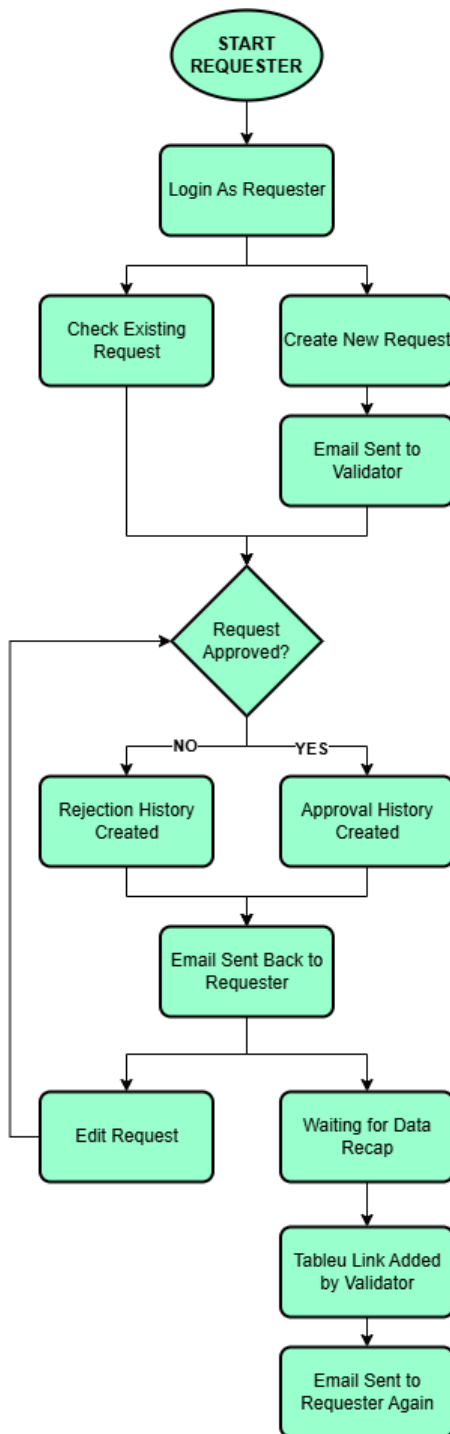 START
REQUESTER
Login As Requester
Check Existing
Request
Create New Request
Email Sent to
Validator
Request
Approved?
NO
YES
Rejection History
Created
Approval History
Created
Email Sent Back to
Requester
Edit Request
Waiting for Data
Recap
Tableu Link Added
by Validator
Email Sent to
Requester Again